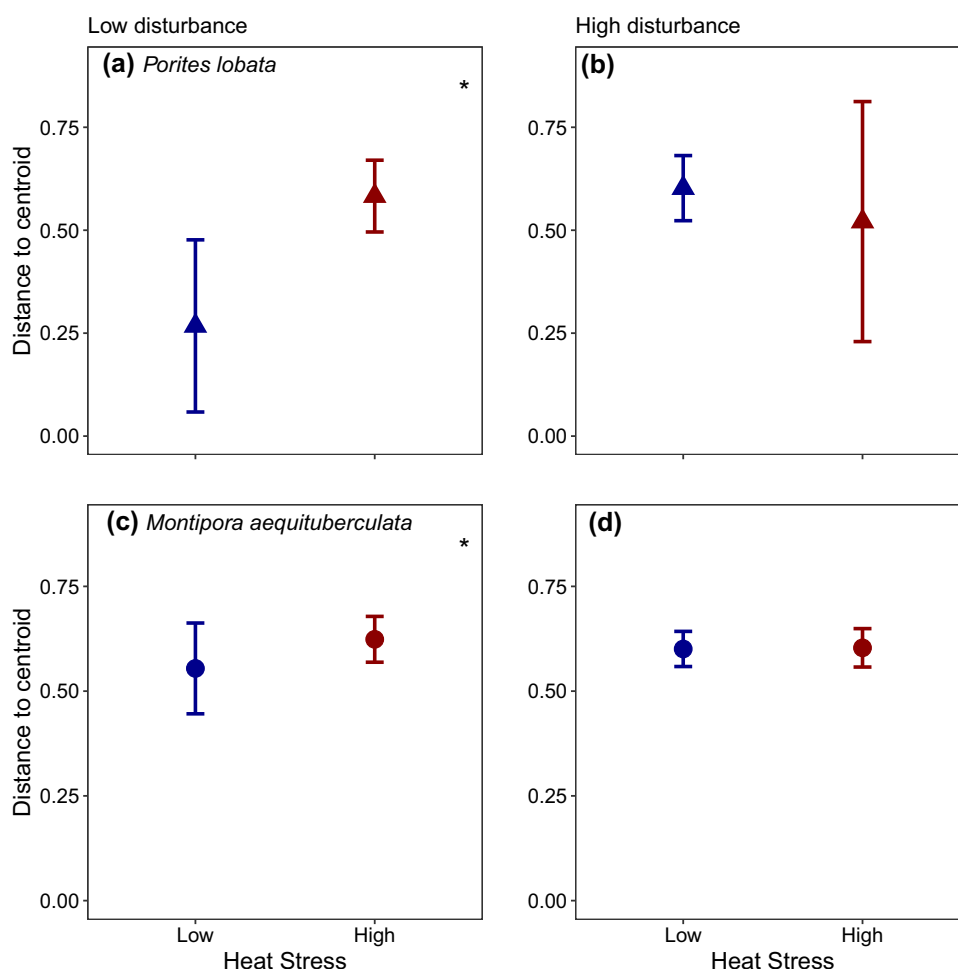 Low disturbance
High disturbance
(a) Porites lobata
*
(b)
Distance to centroid
0.75
0.50
0.25
0.00
0.75
0.50
0.25
0.00
(c) Montipora aequituberculata
*
(d)
Distance to centroid
0.75
0.50
0.25
0.00
0.75
0.50
0.25
0.00
Low
High
Low
High
Heat Stress
Heat Stress